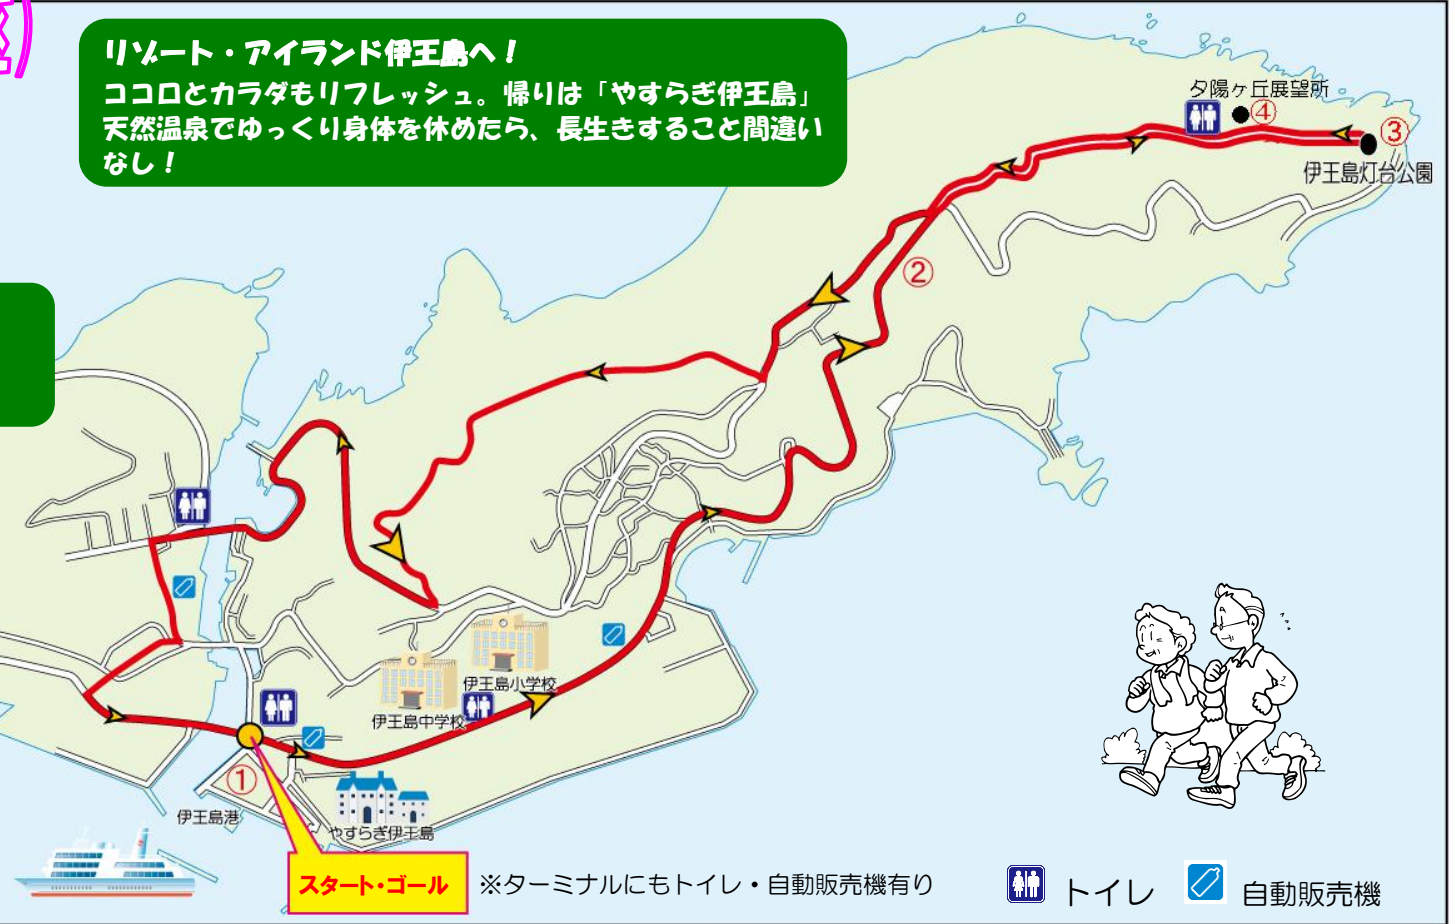 リゾート・アイランド伊王島へ！
ココロとカラダもリフレッシュ。帰りは「やすらぎ伊王島」
天然温泉でゆっくり身体を休めたら、長生きすること間違い
なし！
夕陽ヶ丘展望所
④
③
伊王島灯台公園
②
伊王島小学校
伊王島中学校
①
伊王島港
やすらぎ伊王島
スタート・ゴール
※ターミナルにもトイレ・自動販売機有り
トイレ
自動販売機